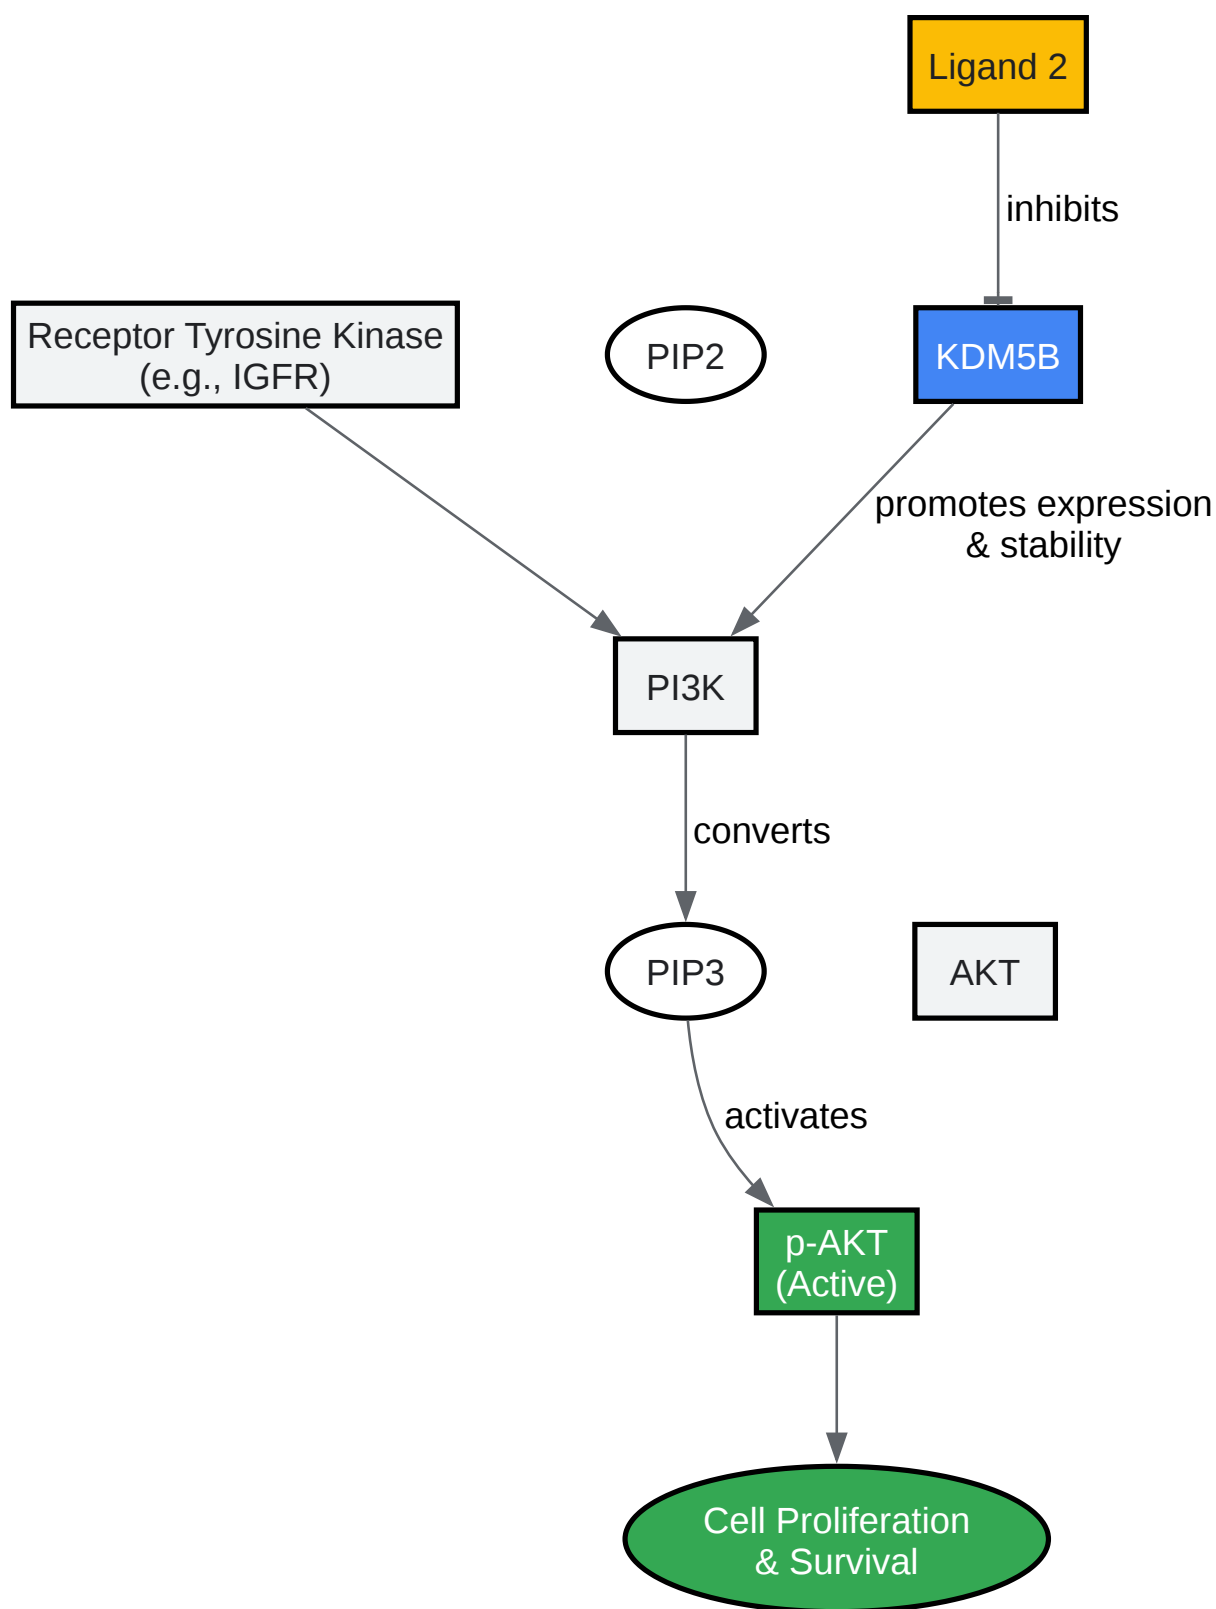 Ligand 2
inhibits
Receptor Tyrosine Kinase
(e.g., IGFR)
PIP2
KDM5B
promotes expression
& stability
PI3K
converts
PIP3
AKT
activates
p-AKT
(Active)
Cell Proliferation
& Survival